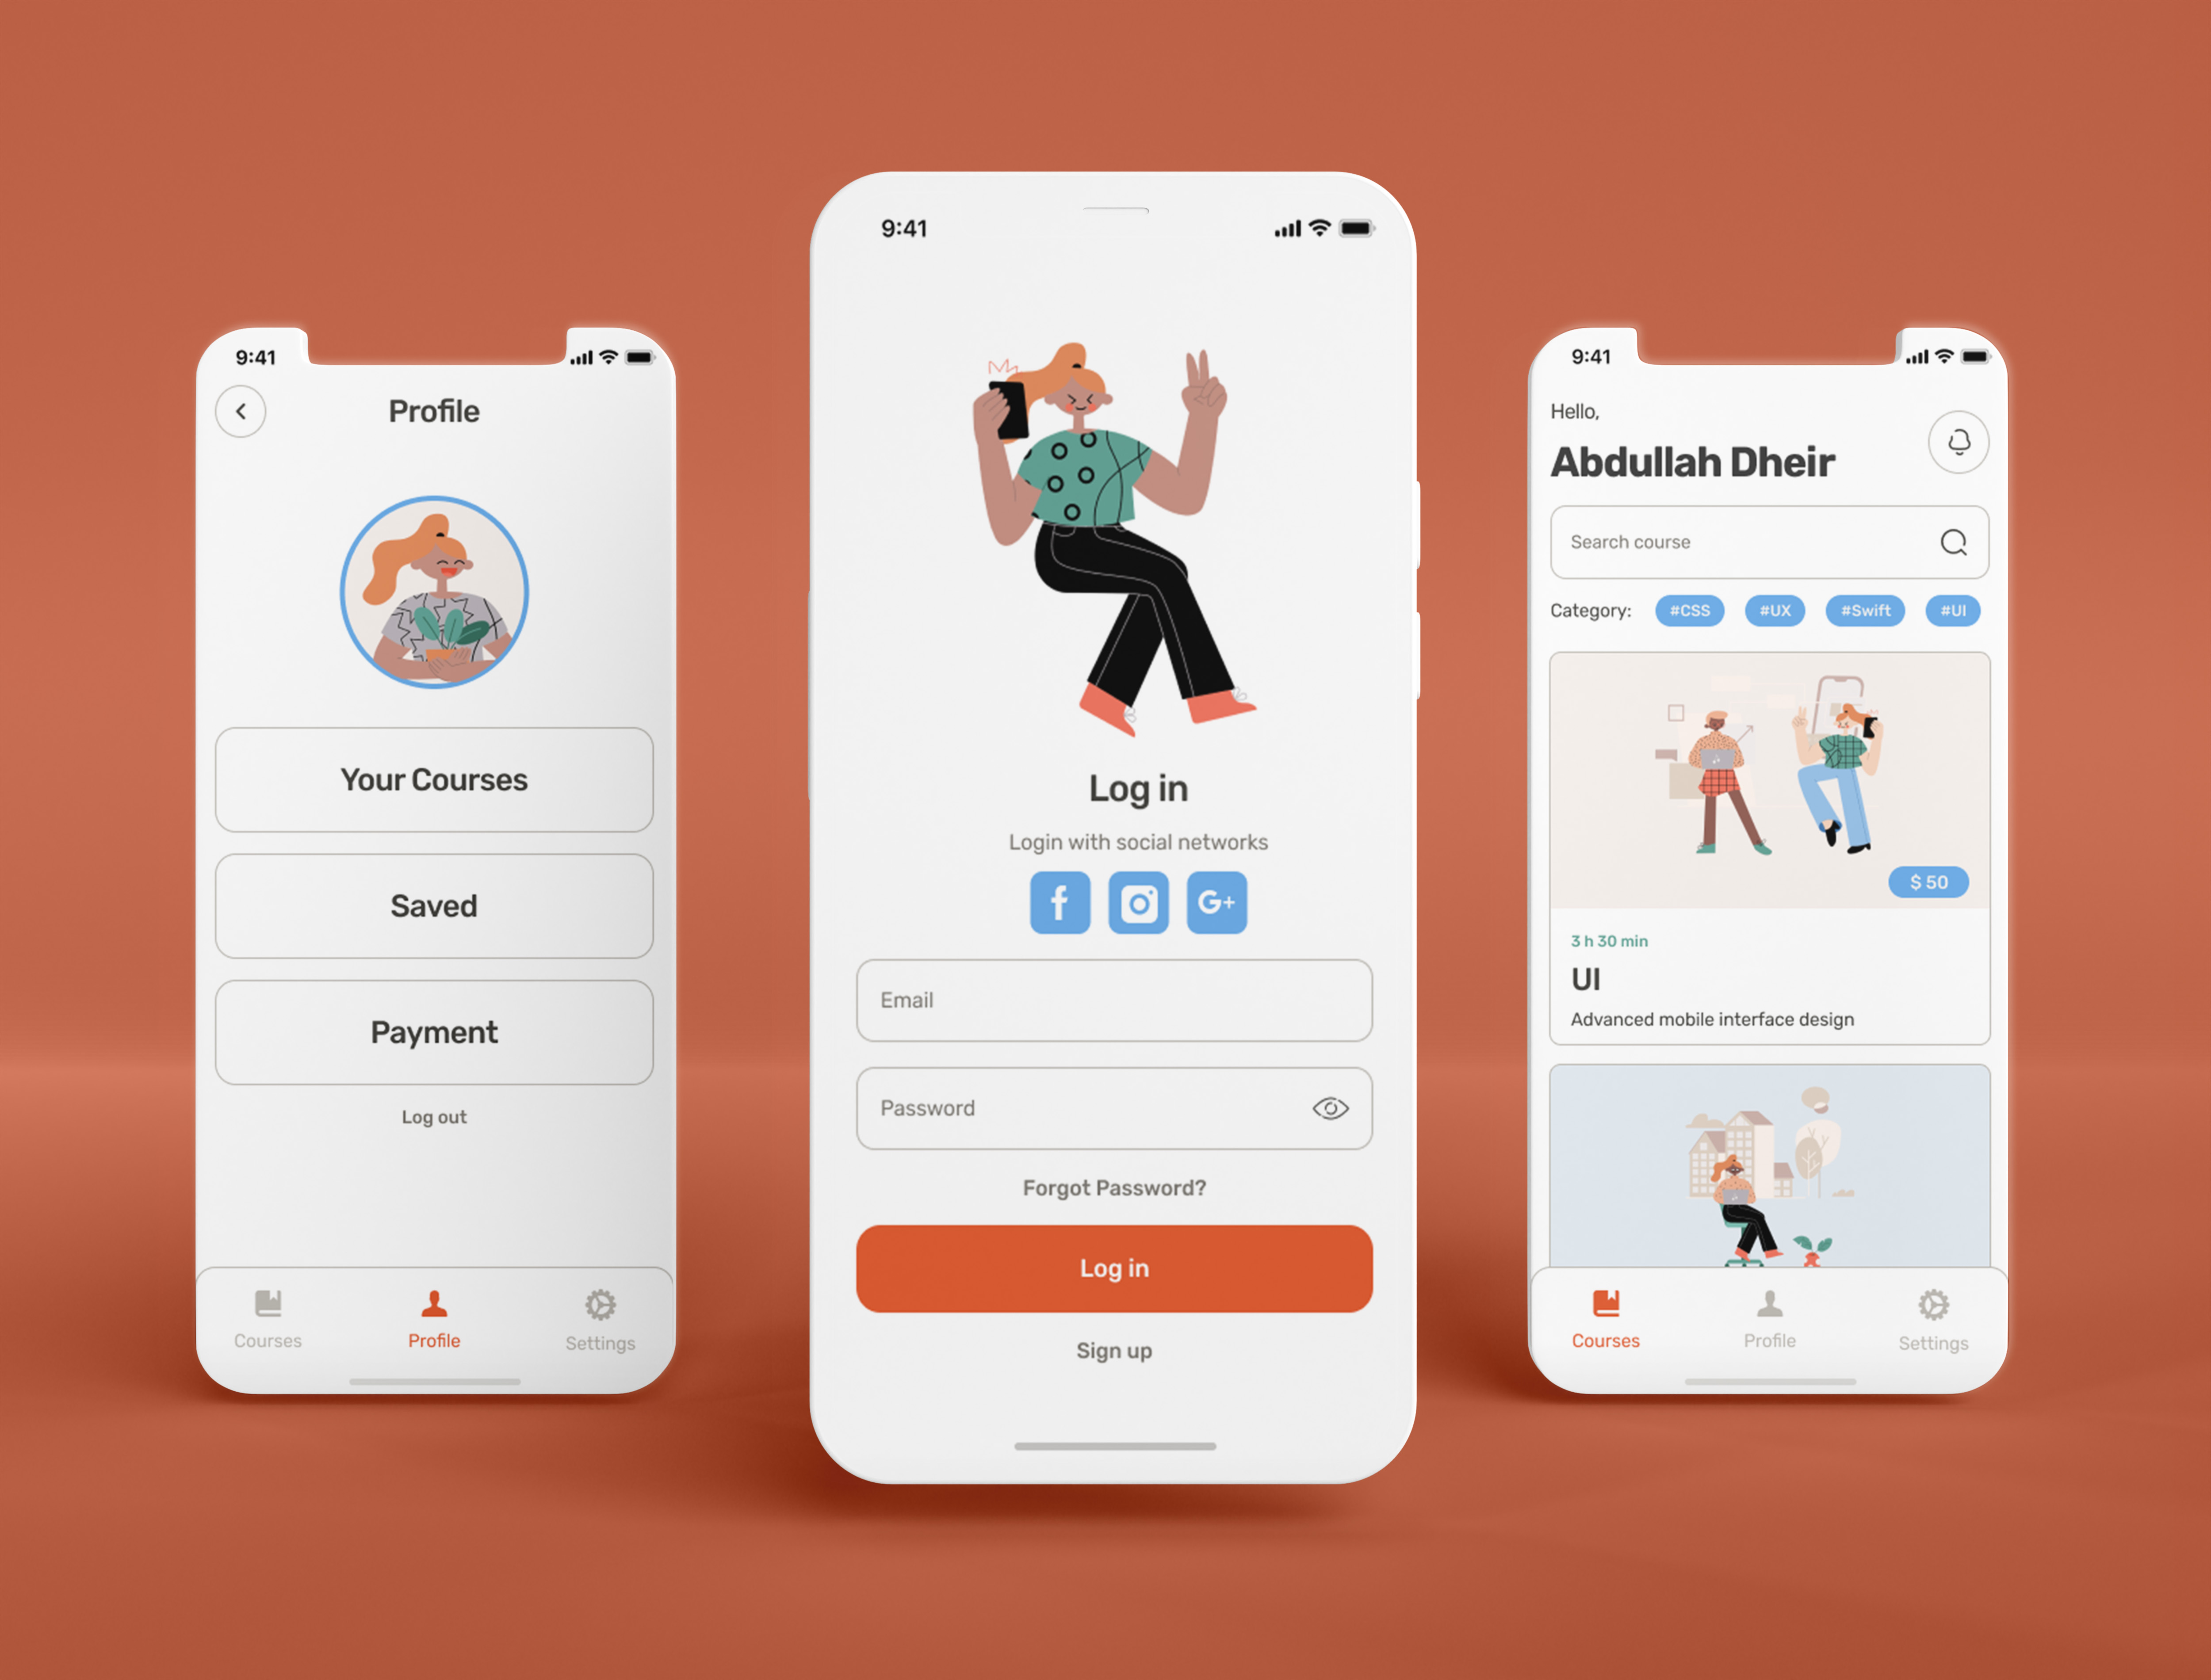 9:41
Profile
Your Courses
Saved
Payment
Log out
Courses
Profile
Settings
9:41
Log in
Login with social networks
f
G+
Email
Password
Forgot Password?
Log in
Sign up
9:41
Hello,
Abdullah Dheir
Search course
Category: #CSS #UX #Swift #UI
$ 50
3 h 30 min
UI
Advanced mobile interface design
Courses
Profile
Settings